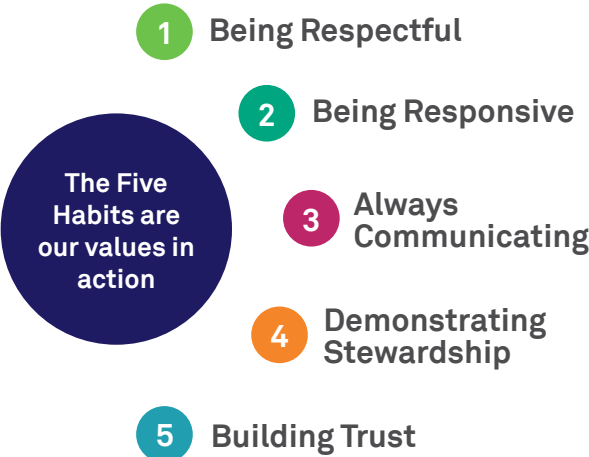 1 Being Respectful
2 Being Responsive
The Five
Habits are
our values in
action
3 Always
Communicating
4 Demonstrating
Stewardship
5 Building Trust